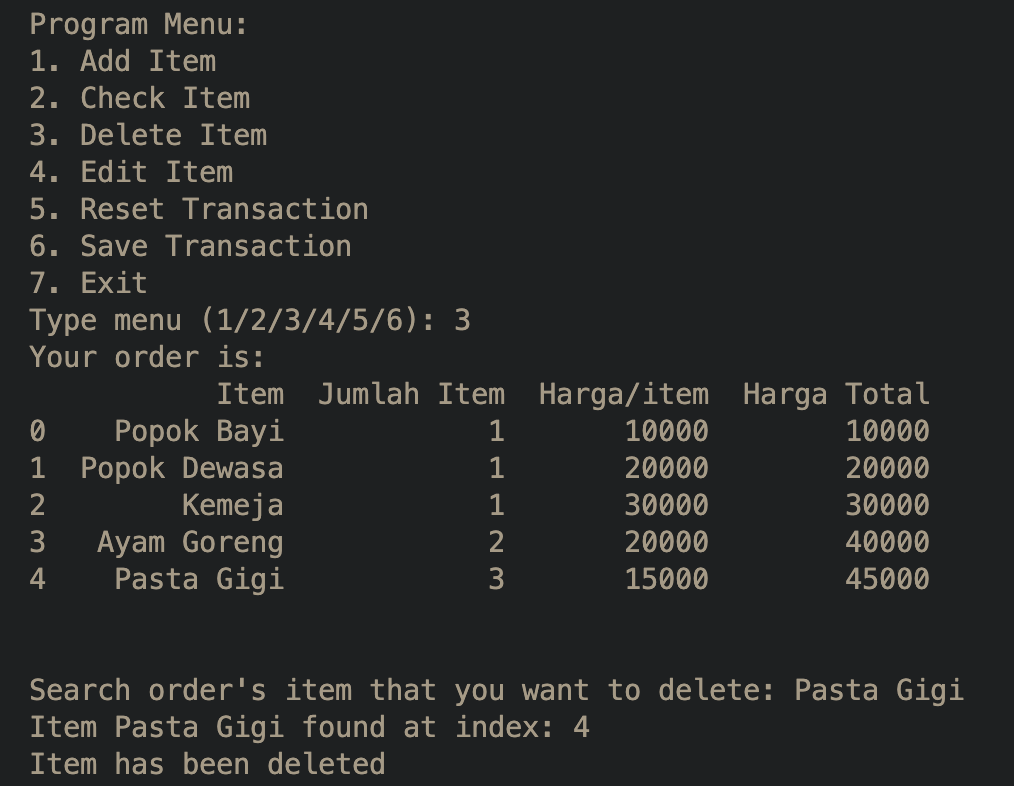 Program Menu:
1. Add Item
2. Check Item
3. Delete Item
4. Edit Item
5. Reset Transaction
6. Save Transaction
7. Exit
Type menu (1/2/3/4/5/6): 3
Your order is:
Item Jumlah Item Harga/item Harga Total
0 Popok Bayi 1 10000 10000
1 Popok Dewasa 1 20000 20000
2 Kemeja 1 30000 30000
3 Ayam Goreng 2 20000 40000
4 Pasta Gigi 3 15000 45000
Search order's item that you want to delete: Pasta Gigi
Item Pasta Gigi found at index: 4
Item has been deleted